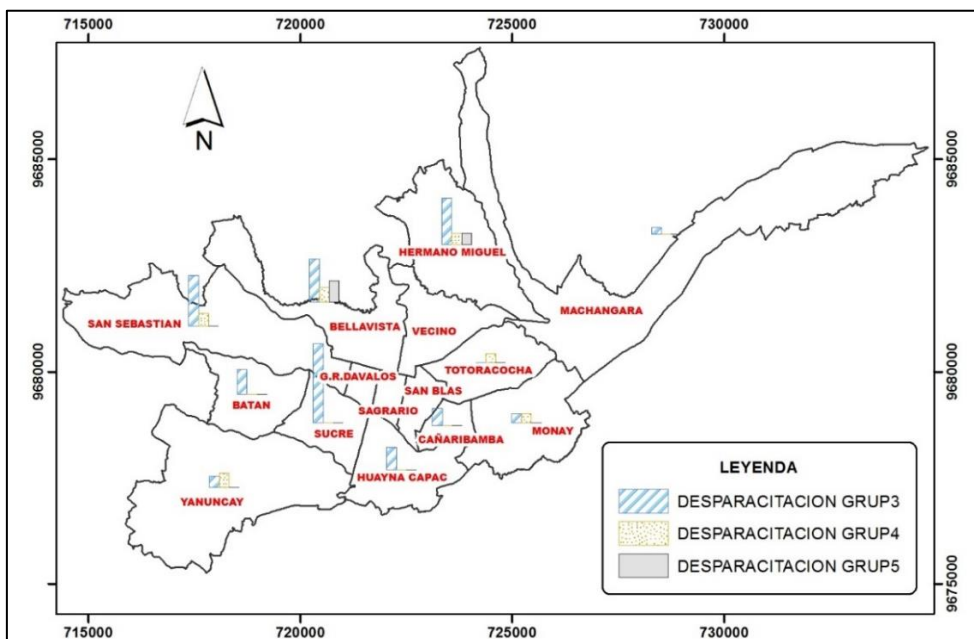 715000 720000 725000 730000
9685000 9685000
N
HERMANO MIGUEL
MACHANGARA
SAN SEBASTIAN
BELLAVISTA
VECINO
9680000 9680000
TOTORACOCHA
G.R.DAVALOS
SAN BLAS
BATAN
SAGRARIO
SUCRE
CAÑARIBAMBA
MONAY
HUAYNA CAPAC
YANUNCAY
LEYENDA
DESPARACITACION GRUP3
DESPARACITACION GRUP4
DESPARACITACION GRUP5
9675000 9675000
715000 720000 725000 730000